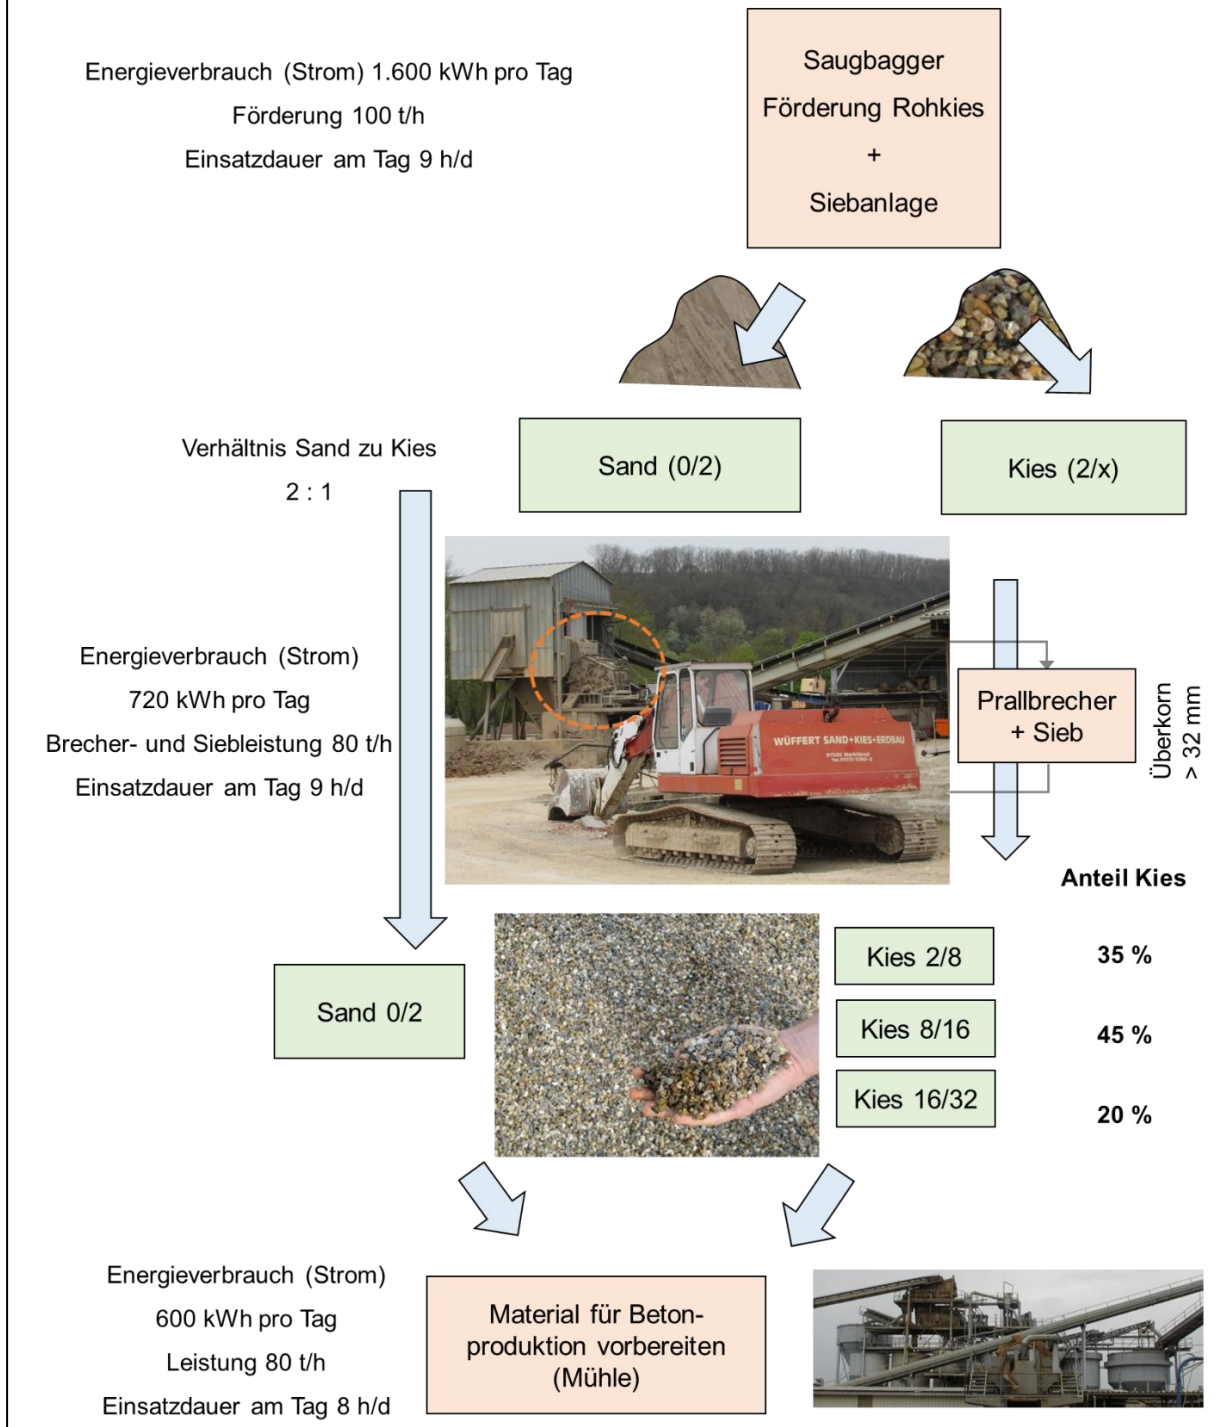 Energieverbrauch (Strom) 1.600 kWh pro Tag
Förderung 100 t/h
Einsatzdauer am Tag 9 h/d
Saugbagger
Förderung Rohkies
+
Siebanlage
Verhältnis Sand zu Kies
2 : 1
Sand (0/2)
Kies (2/x)
Energieverbrauch (Strom)
720 kWh pro Tag
Brecher- und Siebleistung 80 t/h
Einsatzdauer am Tag 9 h/d
WÜFFERT SAND+KIES+ERDBAU
Prallbrecher
+ Sieb
Überkorn
> 32 mm
Anteil Kies
Sand 0/2
Kies 2/8
35 %
Kies 8/16
45 %
Kies 16/32
20 %
Energieverbrauch (Strom)
600 kWh pro Tag
Leistung 80 t/h
Einsatzdauer am Tag 8 h/d
Material für Beton-
produktion vorbereiten
(Mühle)